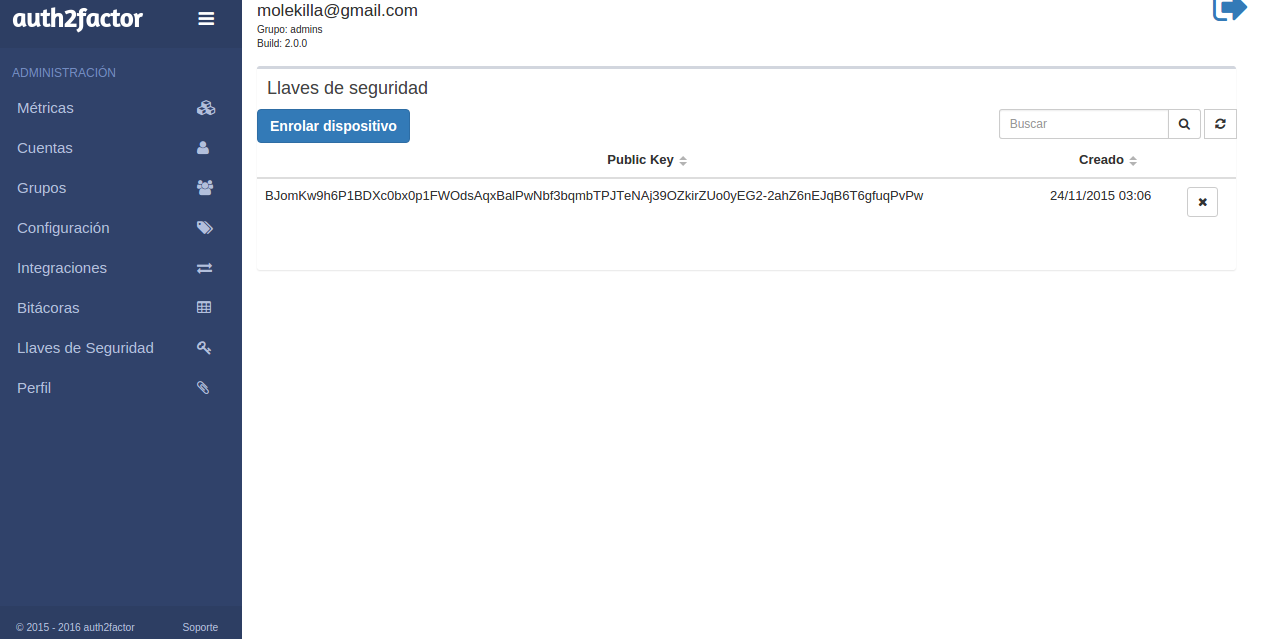 auth2factor
molekilla@gmail.com
Grupo: admins
Build: 2.0.0
ADMINISTRACIÓN
Métricas
Cuentas
Grupos
Configuración
Integraciones
Bitácoras
Llaves de Seguridad
Perfil
Llaves de seguridad
Enrolar dispositivo
Buscar
Public Key Creado
BJomKw9h6P1BDXc0bx0p1FWOdsAqxBalPwNbf3bqmbTPJTeNAj39OZkirZUo0yEG2-2ahZ6nEJqB6T6gfuqPvPw 24/11/2015 03:06
© 2015 - 2016 auth2factor Soporte